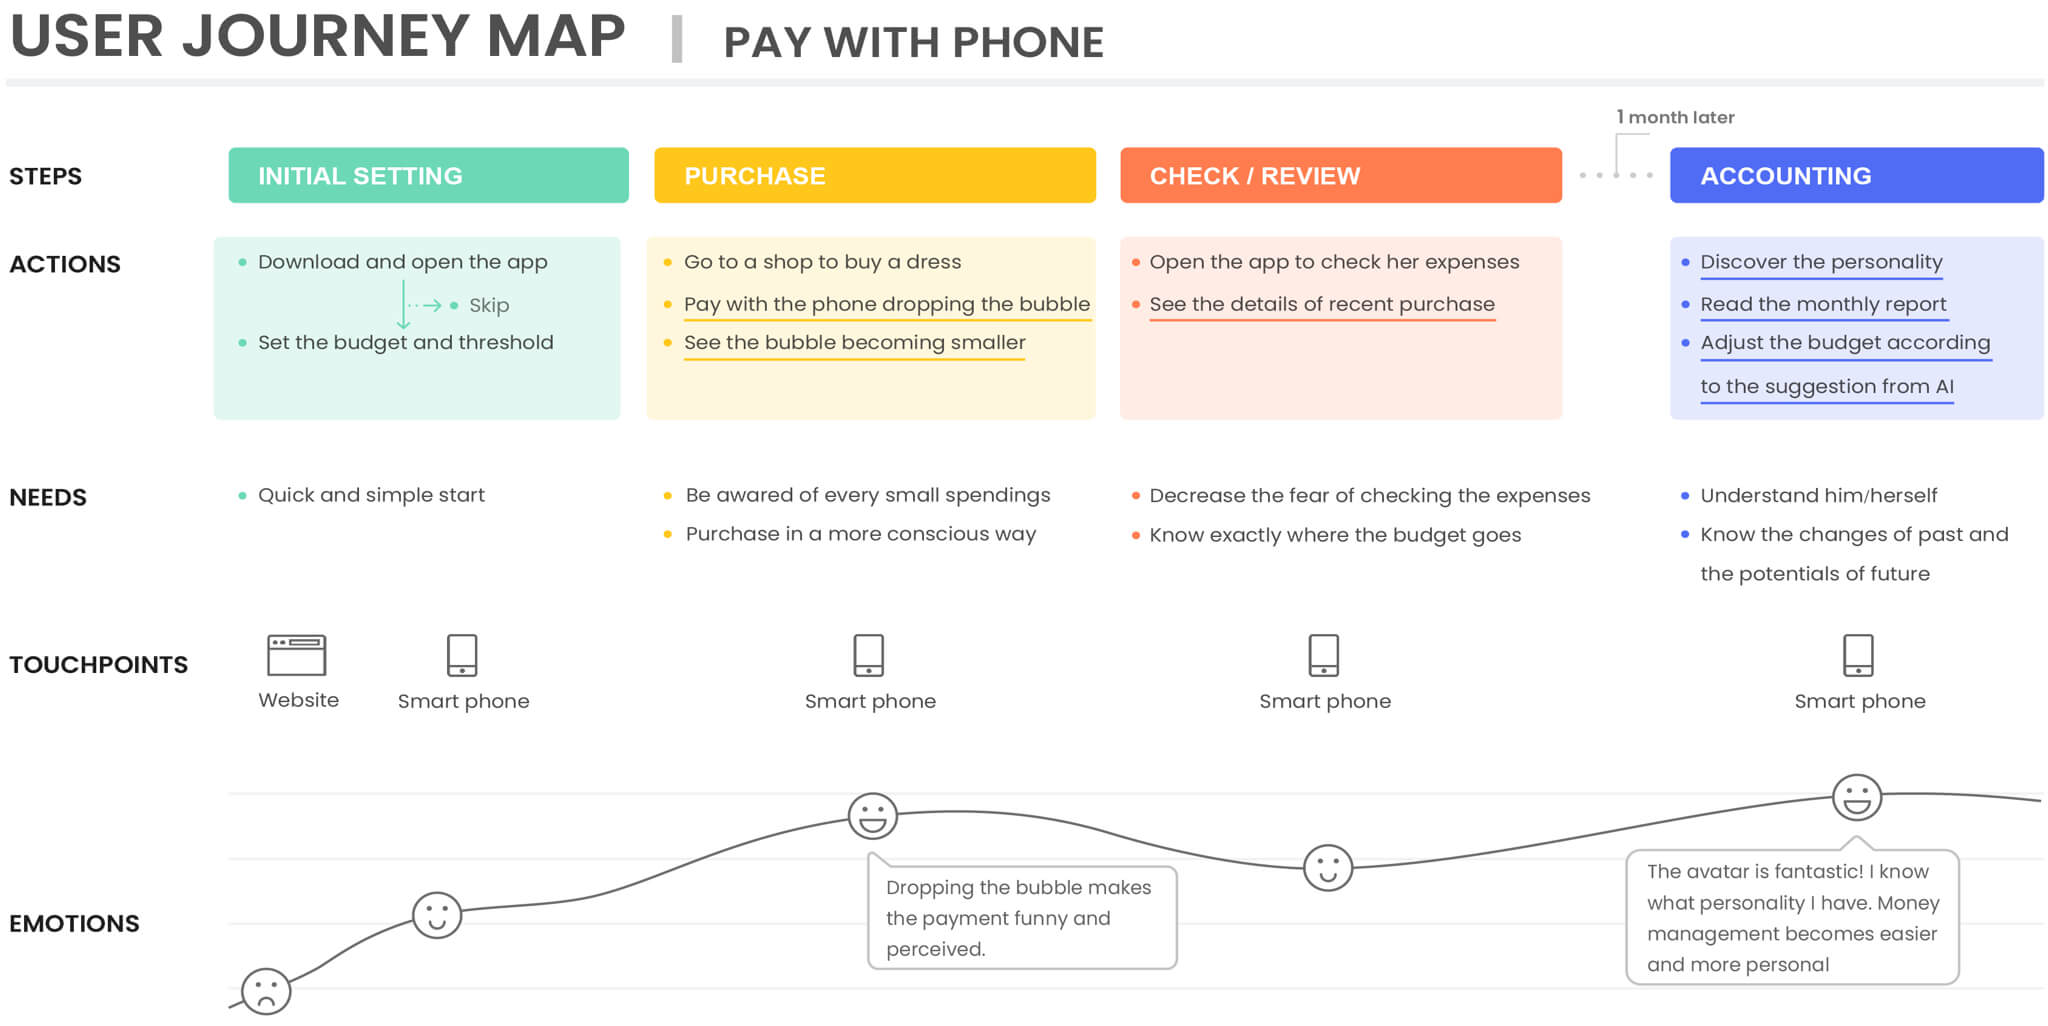 USER JOURNEY MAP | PAY WITH PHONE
1 month later
STEPS
INITIAL SETTING
PURCHASE
CHECK / REVIEW
ACCOUNTING
ACTIONS
Download and open the app
Skip
Set the budget and threshold
Go to a shop to buy a dress
Pay with the phone dropping the bubble
See the bubble becoming smaller
Open the app to check her expenses
See the details of recent purchase
Discover the personality
Read the monthly report
Adjust the budget according
to the suggestion from AI
NEEDS
Quick and simple start
Be awared of every small spendings
Purchase in a more conscious way
Decrease the fear of checking the expenses
Know exactly where the budget goes
Understand him/herself
Know the changes of past and
the potentials of future
TOUCHPOINTS
Website
Smart phone
Smart phone
Smart phone
Smart phone
EMOTIONS
Dropping the bubble makes
the payment funny and
perceived.
The avatar is fantastic! I know
what personality I have. Money
management becomes easier
and more personal